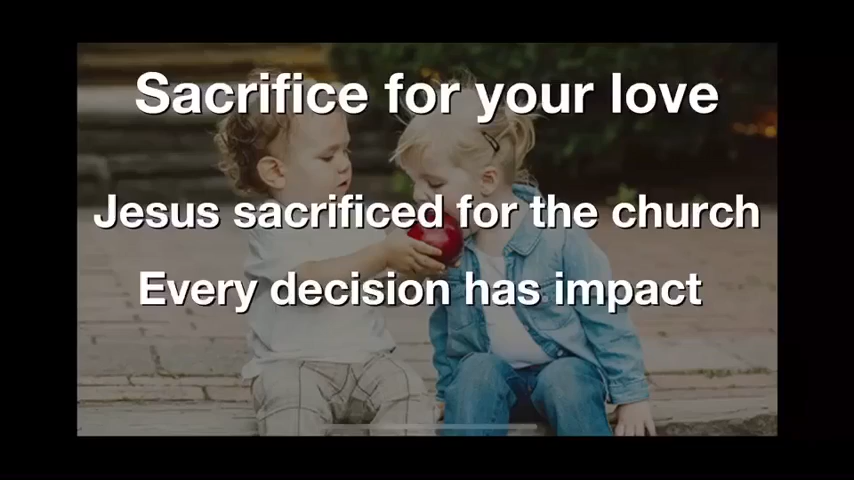 Sacrifice for your love
Jesus sacrificed for the church
Every decision has impact